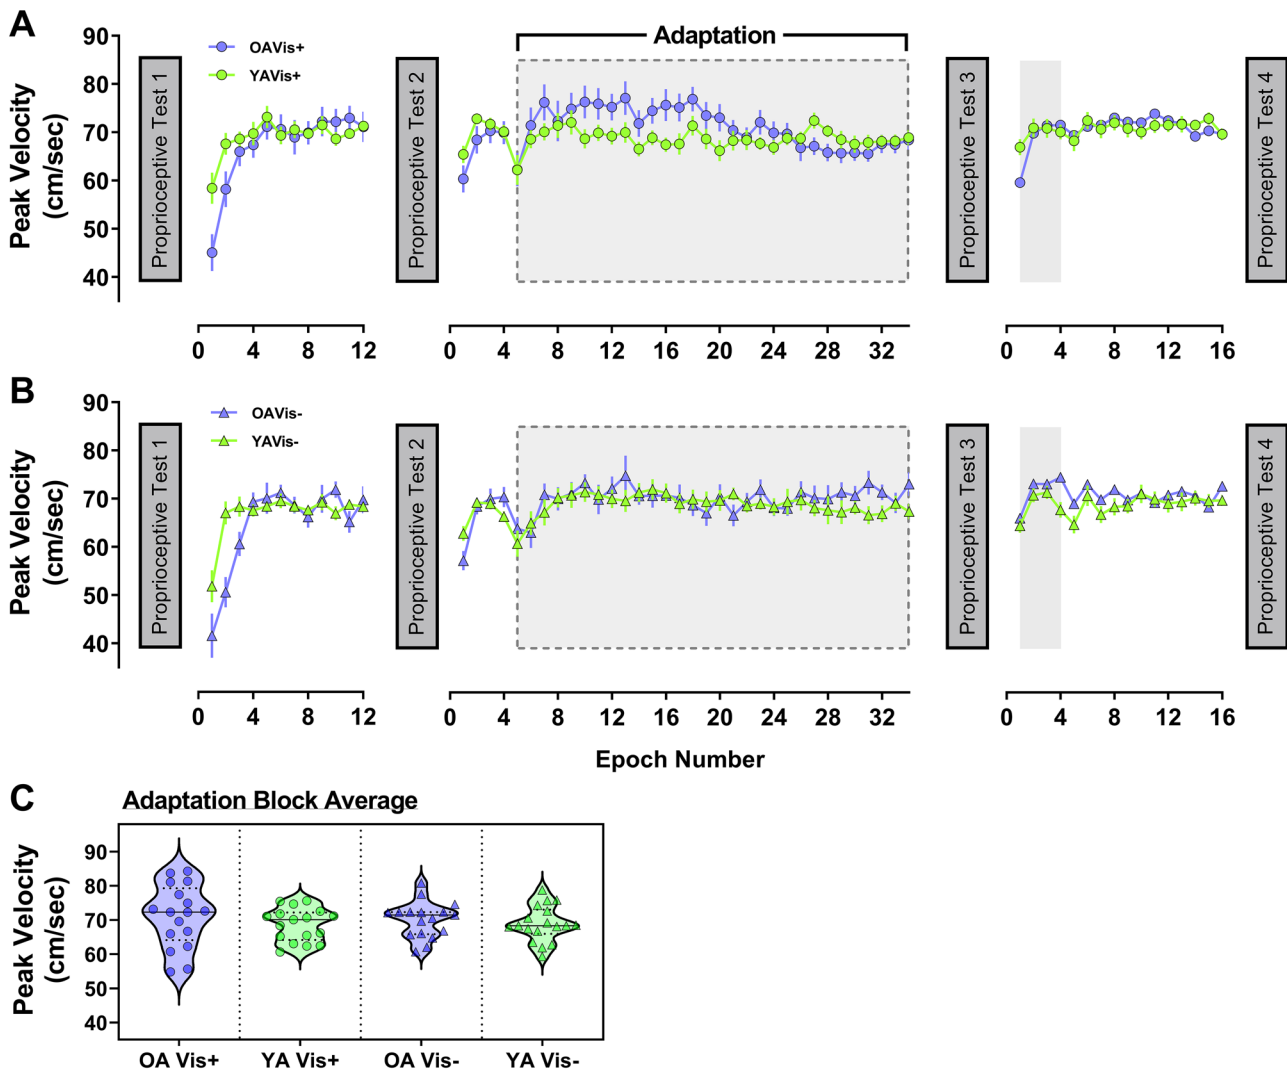 A
90
80
70
60
50
40
Peak Velocity
(cm/sec)
OAVis+
YAVis+
Adaptation
Proprioceptive Test 1
Proprioceptive Test 2
Proprioceptive Test 3
Proprioceptive Test 4
0 4 8 12
0 4 8 12 16 20 24 28 32
0 4 8 12 16
B
90
80
70
60
50
40
Peak Velocity
(cm/sec)
OAVis-
YAVis-
Proprioceptive Test 1
Proprioceptive Test 2
Proprioceptive Test 3
Proprioceptive Test 4
0 4 8 12
0 4 8 12 16 20 24 28 32
0 4 8 12 16
Epoch Number
C
Adaptation Block Average
90
80
70
60
50
40
Peak Velocity
(cm/sec)
OA Vis+ YA Vis+ OA Vis- YA Vis-